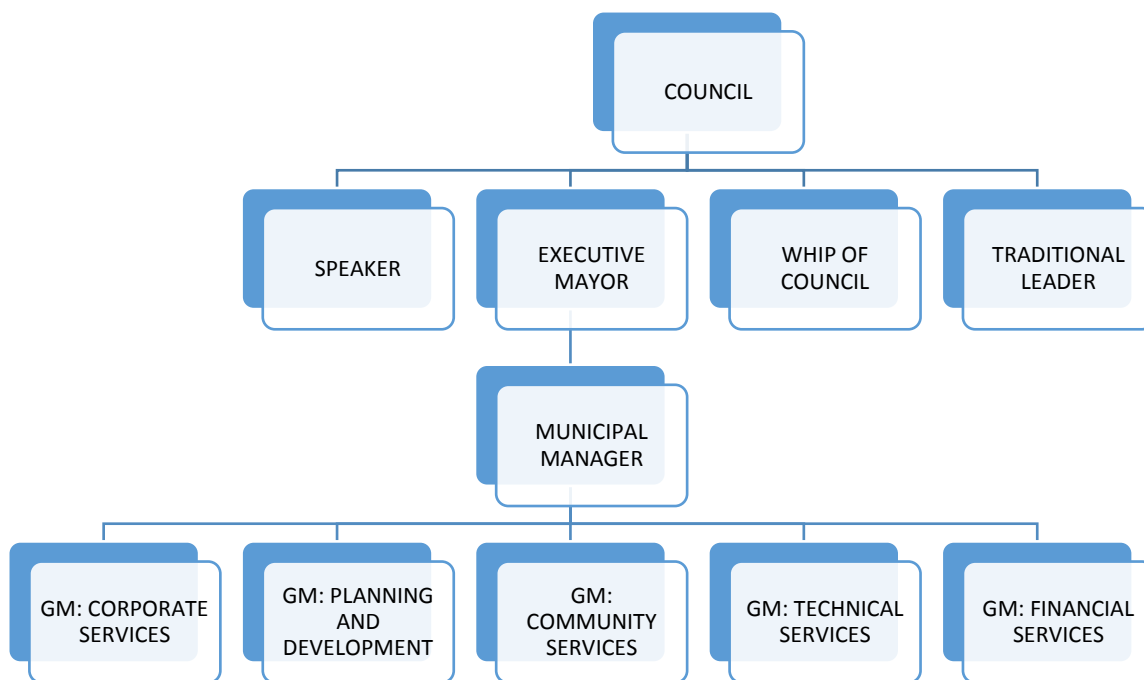 COUNCIL
SPEAKER
EXECUTIVE
MAYOR
WHIP OF
COUNCIL
TRADITIONAL
LEADER
MUNICIPAL
MANAGER
GM: CORPORATE
SERVICES
GM: PLANNING
AND
DEVELOPMENT
GM:
COMMUNITY
SERVICES
GM: TECHNICAL
SERVICES
GM: FINANCIAL
SERVICES